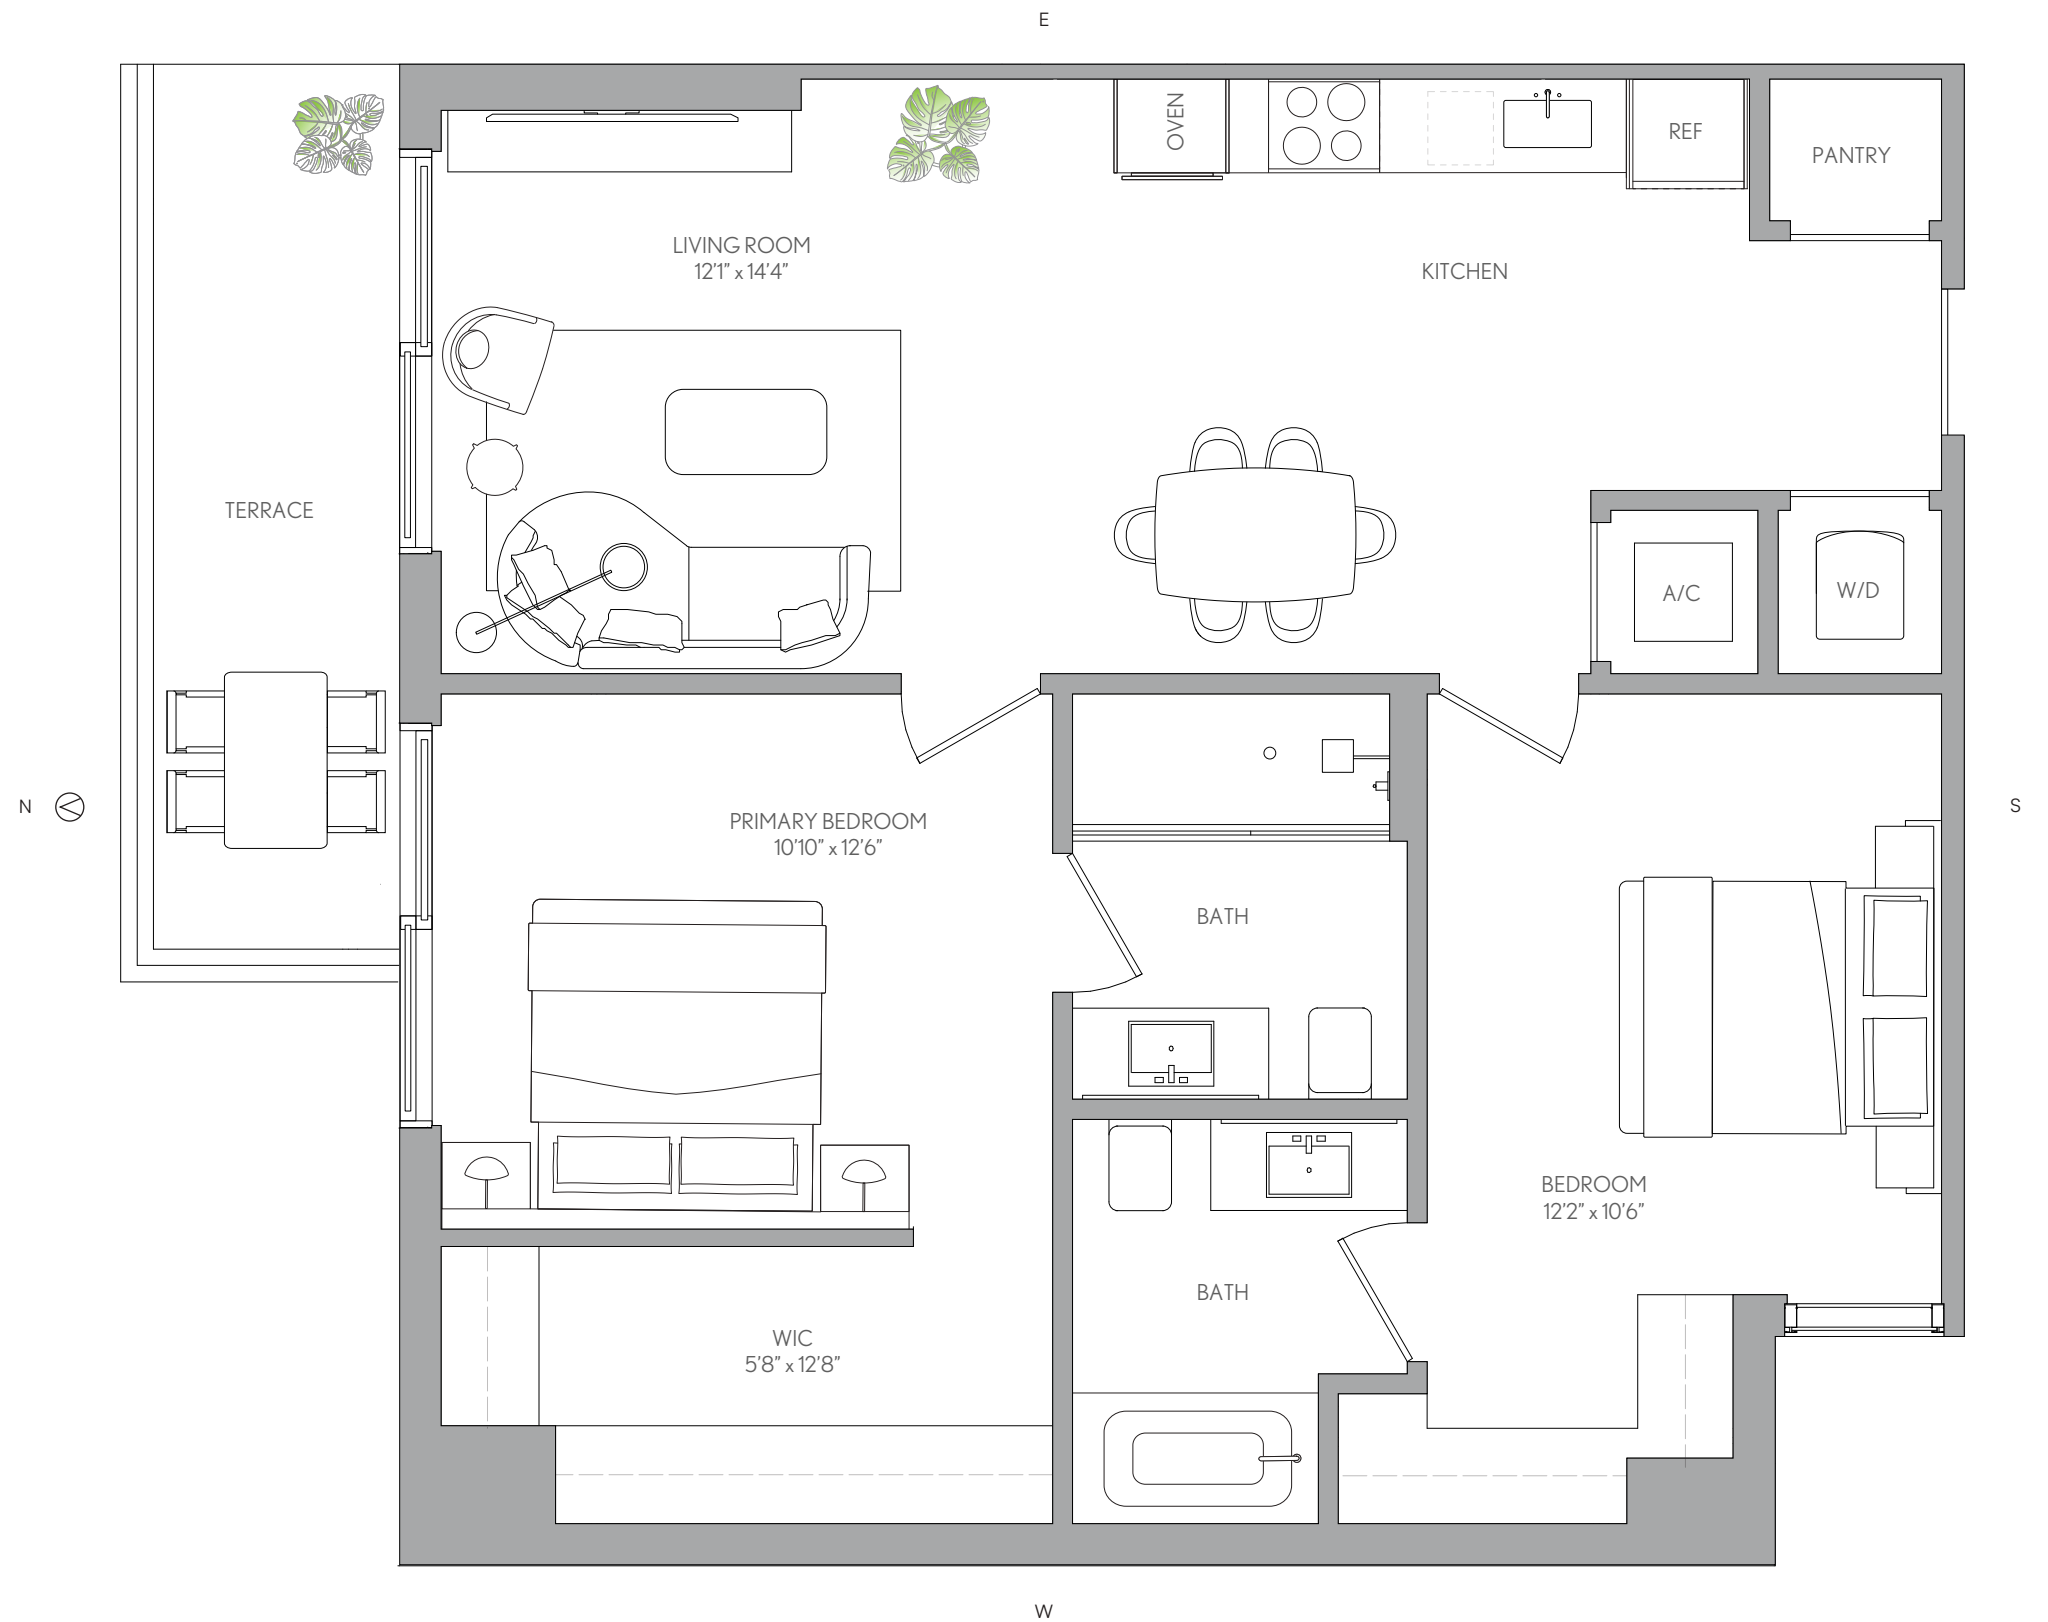 E
OVEN
REF
PANTRY
LIVING ROOM
12'1” x 14'4”
KITCHEN
TERRACE
A/C
W/D
N
S
PRIMARY BEDROOM
10'10” x 12'6”
BATH
BEDROOM
12'2” x 10'6”
BATH
WIC
5'8” x 12'8”
W